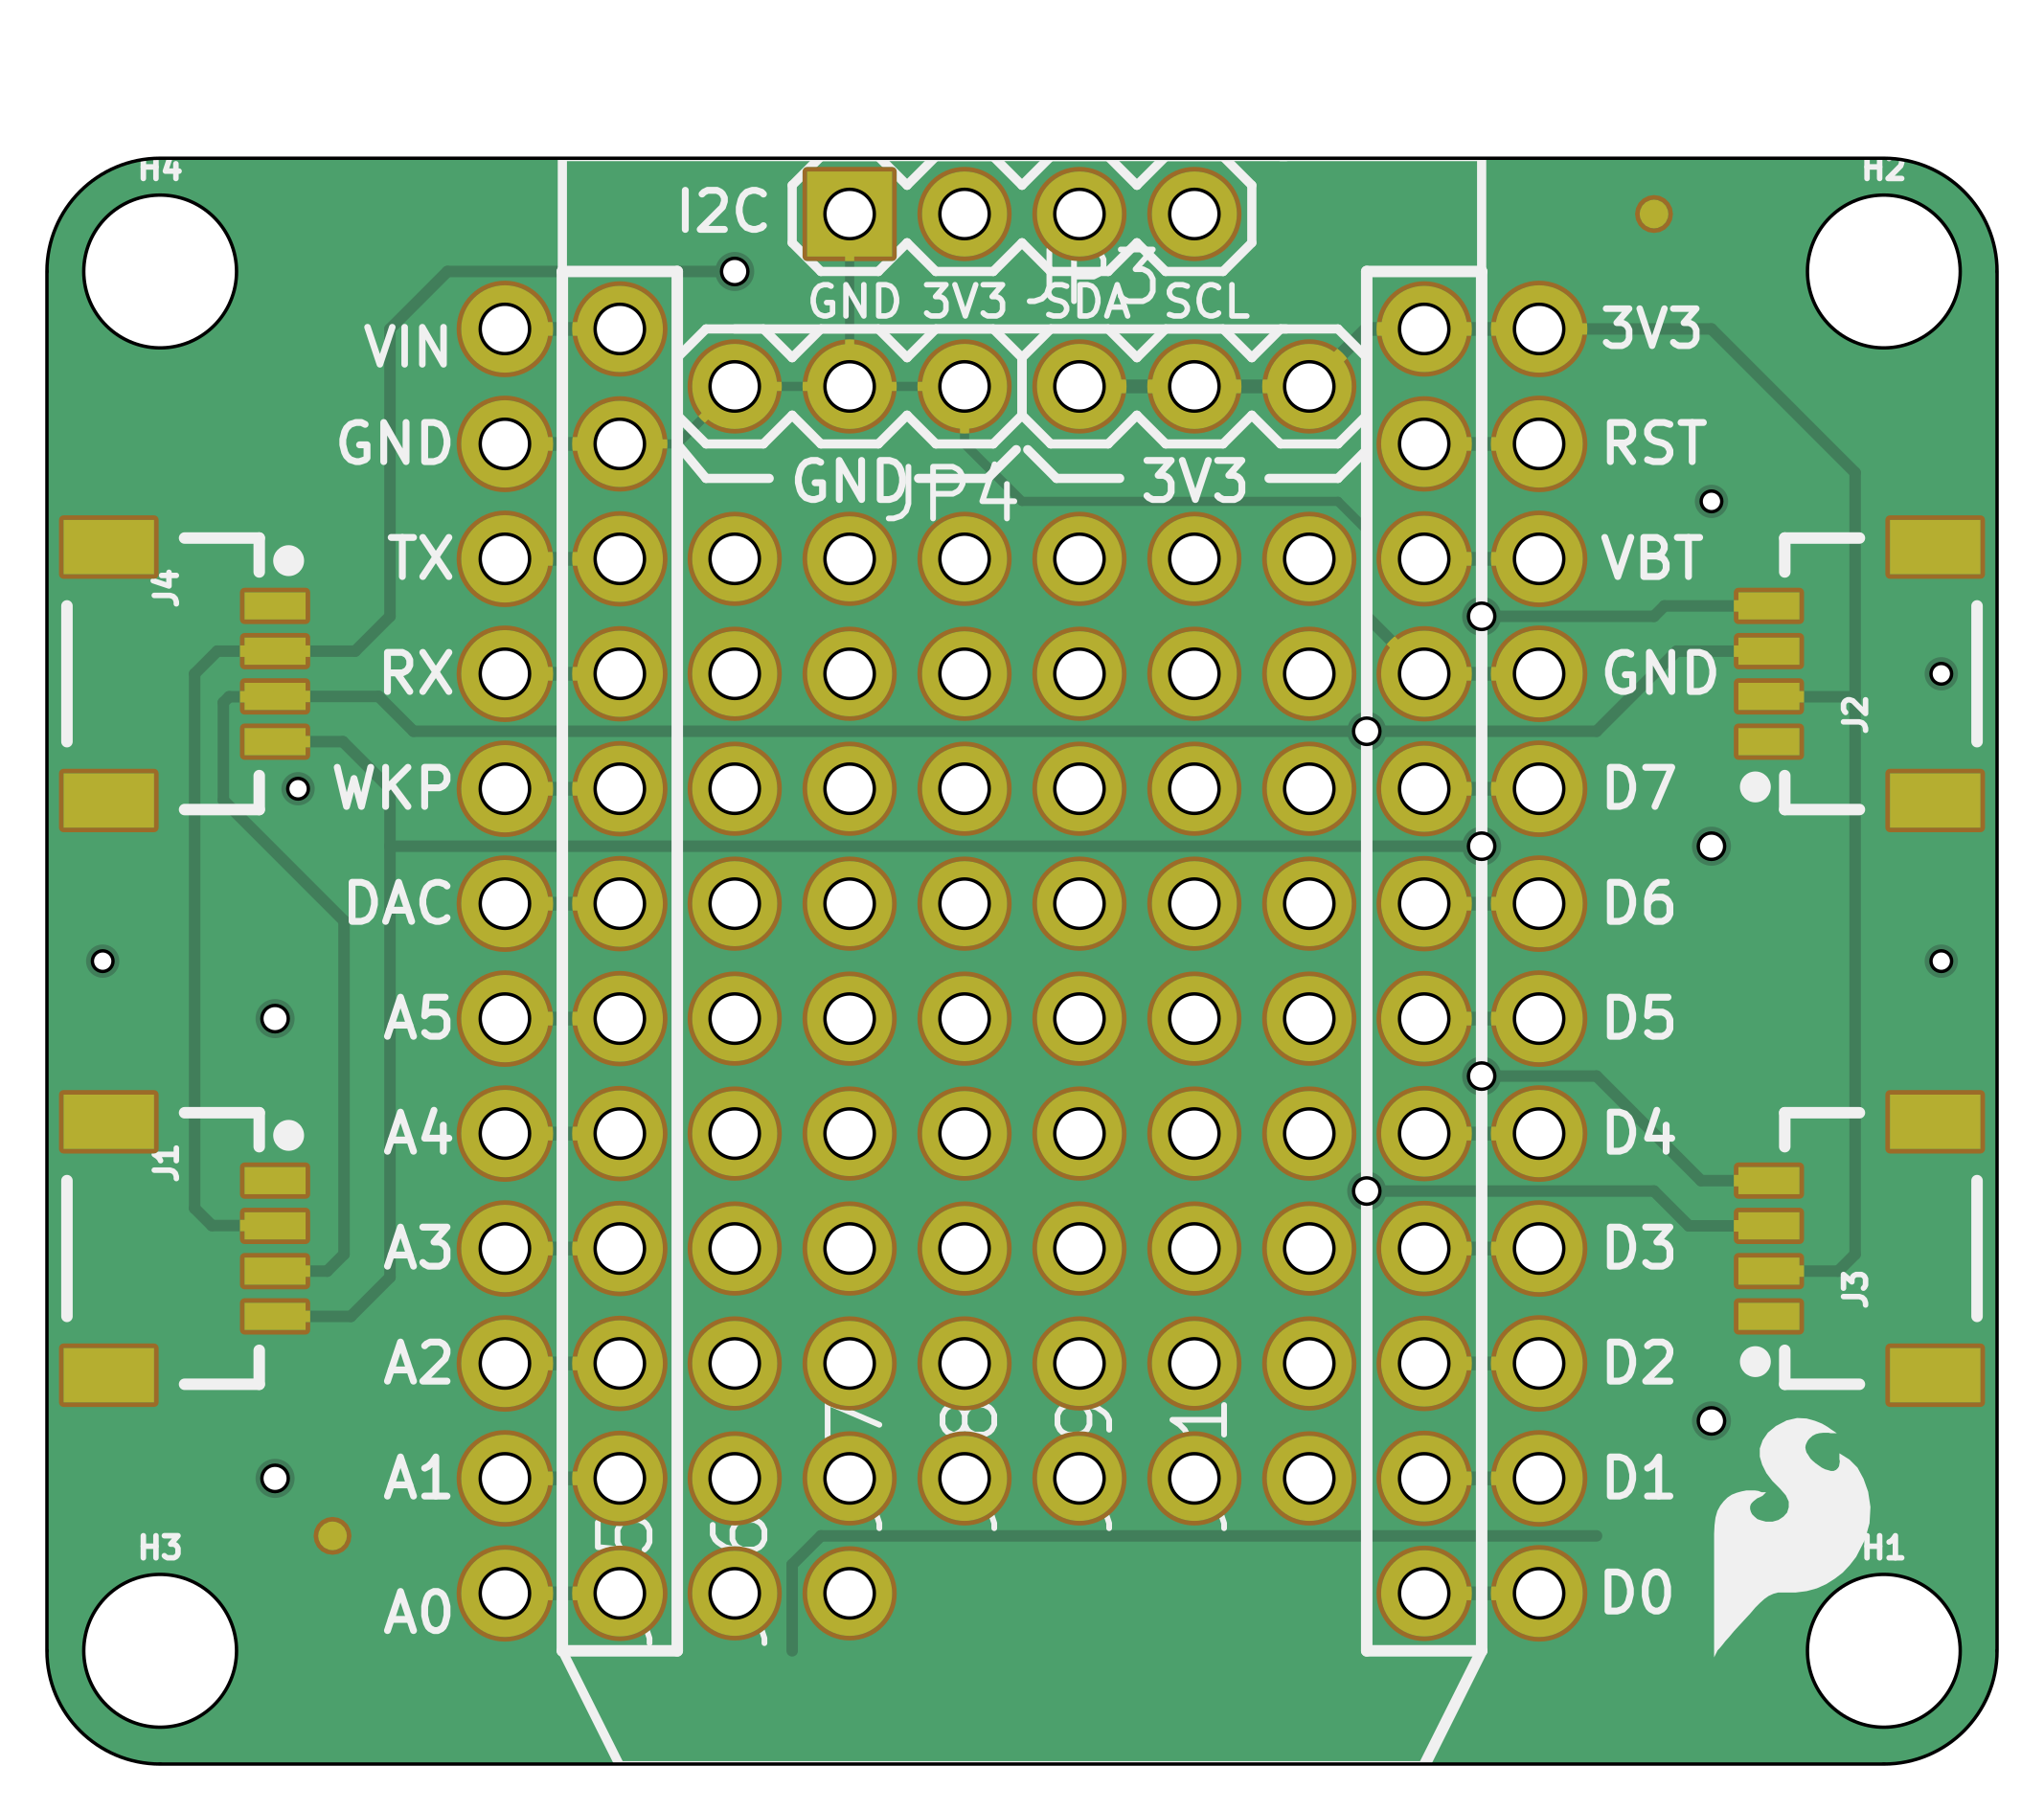 H4 H2
I2C
GND 3V3 SDA SCL
VIN 3V3
GND RST
GND JP4 3V3
TX VBT
J4
RX GND
J2
WKP D7
DAC D6
A5 D5
A4 D4
J1
A3 D3
J3
A2 D2
A1 D1
H3 H1
A0 D0